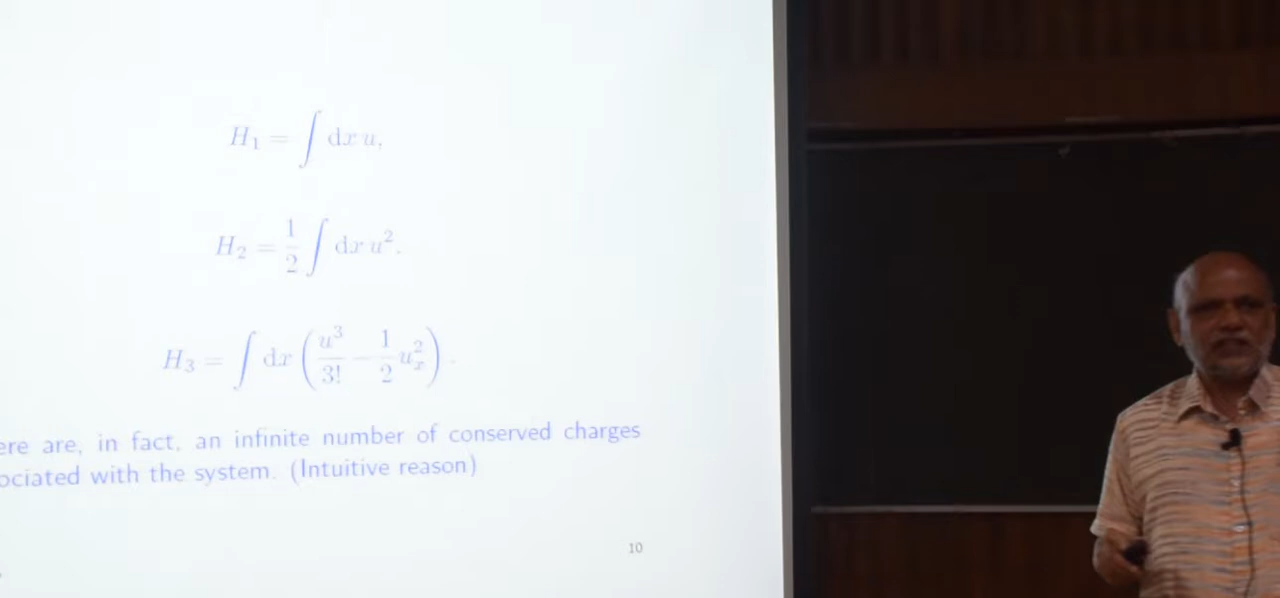 H₁ = ∫ dx u,
H₂ = 1/2 ∫ dx u².
H₃ = ∫ dx (u³/3! − 1/2 uₓ²).
ere are, in fact, an infinite number of conserved charges
ociated with the system. (Intuitive reason)
10